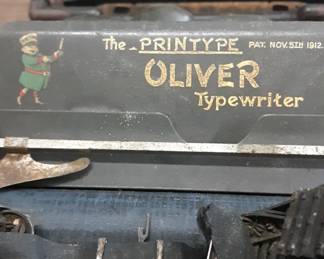 The PRINTYPE PAT. NOV. 5TH 1912.
OLIVER
Typewriter